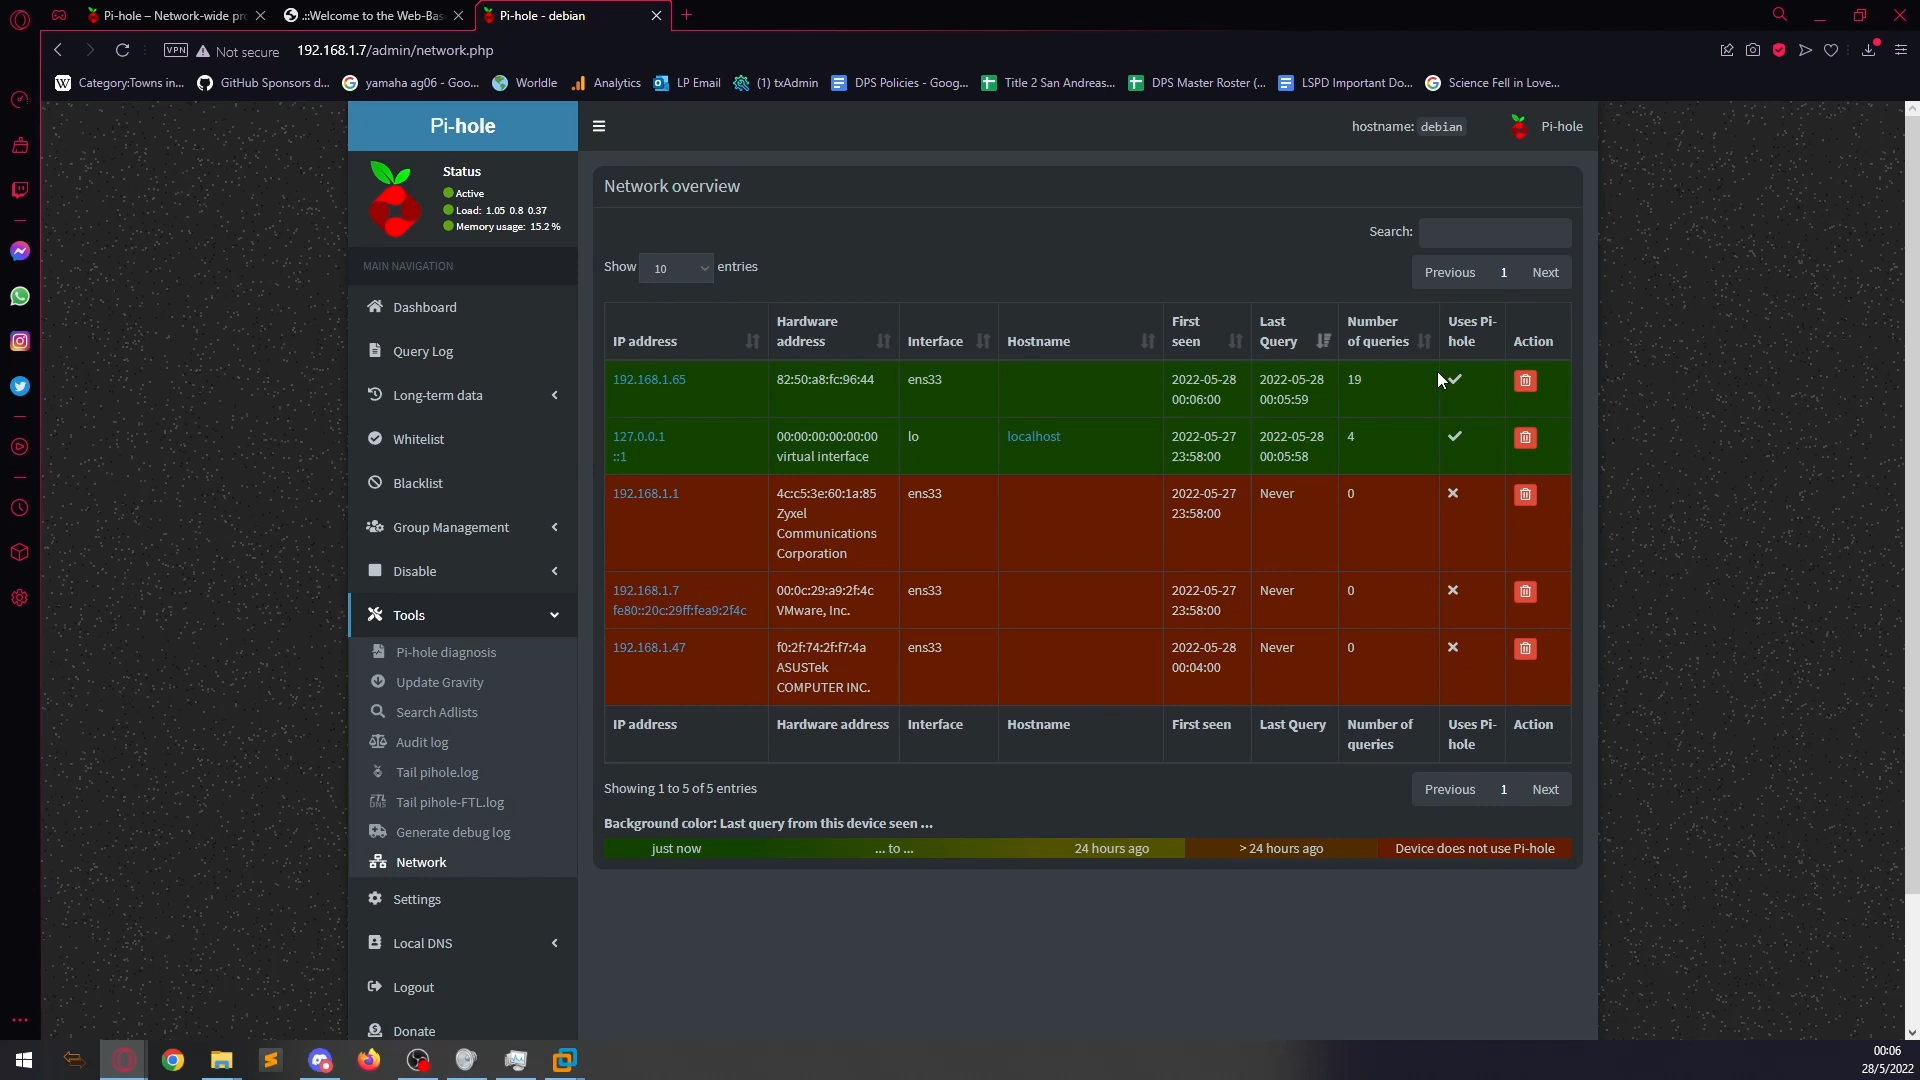 Pi-hole – Network-wide pro
.::Welcome to the Web-Bas
Pi-hole - debian
VPN
Not secure
192.168.1.7/admin/network.php
W
Category:Towns in...
GitHub Sponsors d...
yamaha ag06 - Goo...
Worldle
Analytics
LP Email
(1) txAdmin
DPS Policies - Goog...
Title 2 San Andreas...
DPS Master Roster (...
LSPD Important Do...
Science Fell in Love...
Pi-hole
hostname: debian
Pi-hole
Status
Active
Load: 1.05 0.8 0.37
Memory usage: 15.2 %
MAIN NAVIGATION
Dashboard
Query Log
Long-term data
Whitelist
Blacklist
Group Management
Disable
Tools
Pi-hole diagnosis
Update Gravity
Search Adlists
Audit log
Tail pihole.log
FTL
DNS
Tail pihole-FTL.log
Generate debug log
Network
Settings
Local DNS
Logout
Donate
Network overview
Search:
Show 10 entries
Previous 1 Next
IP address
Hardware
address
Interface
Hostname
First
seen
Last
Query
Number
of queries
Uses Pi-
hole
Action
192.168.1.65
82:50:a8:fc:96:44
ens33
2022-05-28
00:06:00
2022-05-28
00:05:59
19
127.0.0.1
::1
00:00:00:00:00:00
virtual interface
lo
localhost
2022-05-27
23:58:00
2022-05-28
00:05:58
4
192.168.1.1
4c:c5:3e:60:1a:85
Zyxel
Communications
Corporation
ens33
2022-05-27
23:58:00
Never
0
192.168.1.7
fe80::20c:29ff:fea9:2f4c
00:0c:29:a9:2f:4c
VMware, Inc.
ens33
2022-05-27
23:58:00
Never
0
192.168.1.47
f0:2f:74:2f:f7:4a
ASUSTek
COMPUTER INC.
ens33
2022-05-28
00:04:00
Never
0
IP address
Hardware address
Interface
Hostname
First seen
Last Query
Number of
queries
Uses Pi-
hole
Action
Showing 1 to 5 of 5 entries
Previous 1 Next
Background color: Last query from this device seen ...
just now
... to ...
24 hours ago
> 24 hours ago
Device does not use Pi-hole
00:06
28/5/2022